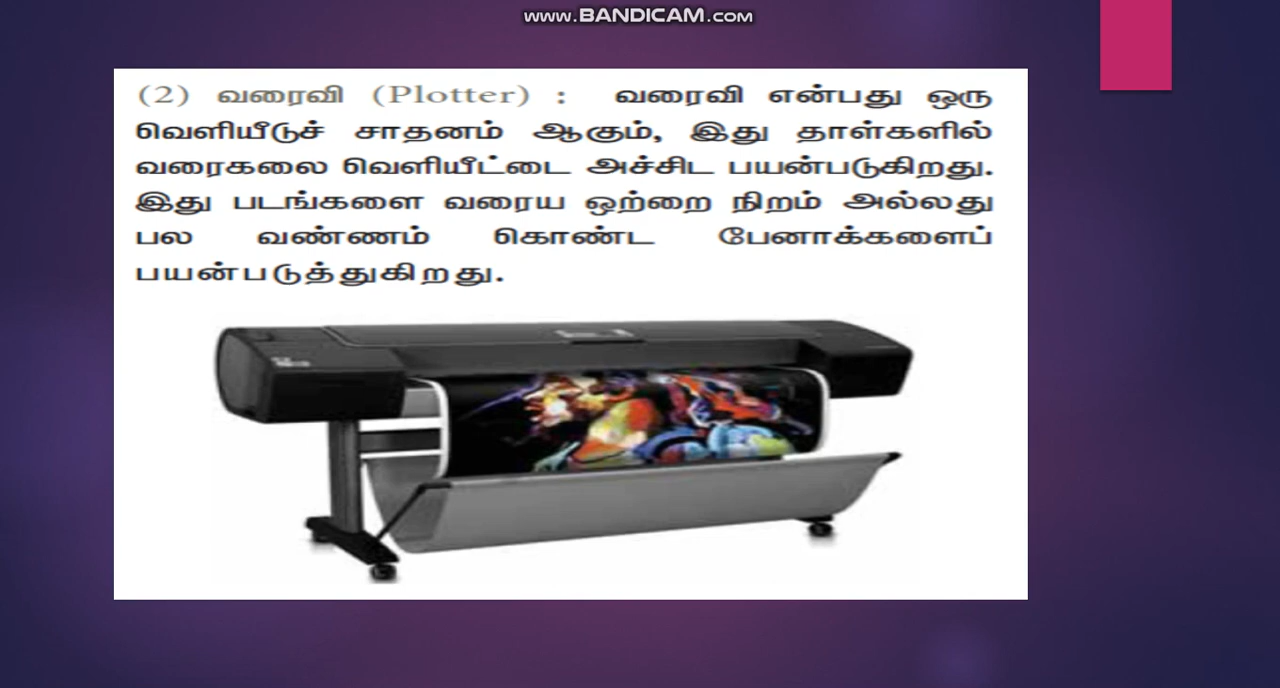 www.BANDICAM.com
(2) வரைவி (Plotter) : வரைவி என்பது ஒரு
வெளியீடுச் சாதனம் ஆகும், இது தாள்களில்
வரைகலை வெளியீட்டை அச்சிட பயன்படுகிறது.
இது படங்களை வரைய ஒற்றை நிறம் அல்லது
பல வண்ணம் கொண்ட பேனாக்களைப்
பயன்படுத்துகிறது.